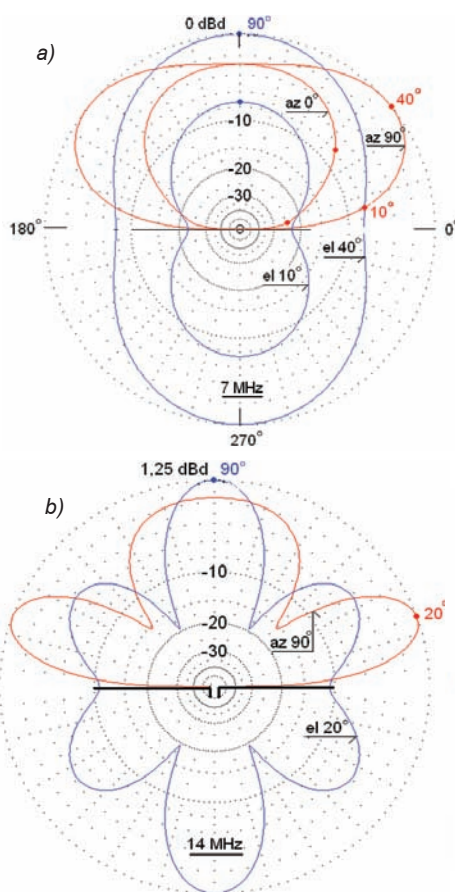 0 dBd 90°
a)
az 0°
40°
-10
az 90°
-20
-30
10°
180°
0
0°
el 40°
el 10°
7 MHz
270°
1,25 dBd 90°
b)
-10
-20
20°
az 90°
-30
el 20°
14 MHz